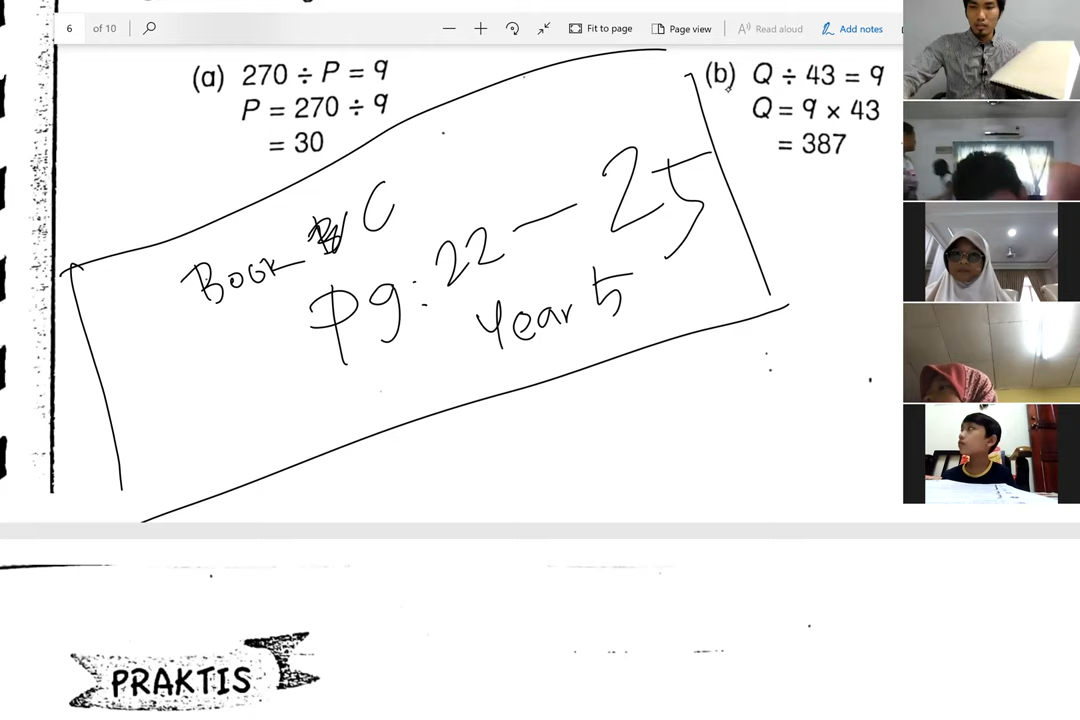 6 of 10 Fit to page Page view Read aloud Add notes
(a) 270 ÷ P = 9
P = 270 ÷ 9
= 30
(b) Q ÷ 43 = 9
Q = 9 × 43
= 387
Book C
Pg: 22 — 25
Year 5
PRAKTIS